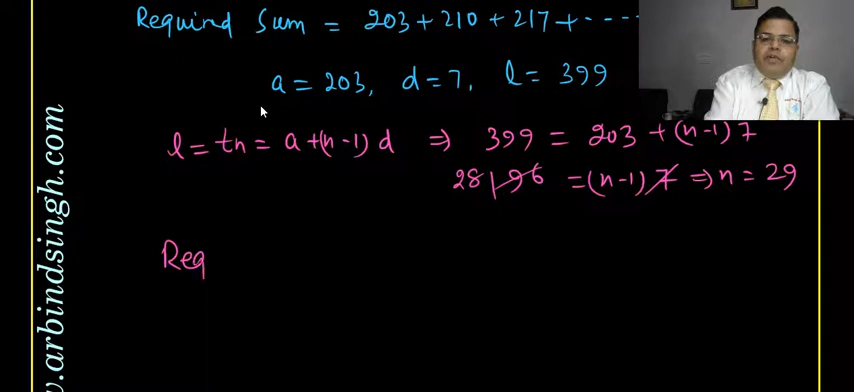 Required Sum = 203 + 210 + 217 + ·····
a = 203, d = 7, l = 399
l = tn = a + (n-1) d ⇒ 399 = 203 + (n-1) 7
28 196 = (n-1) 7 ⇒ n = 29
Req
w.arbindsingh.com